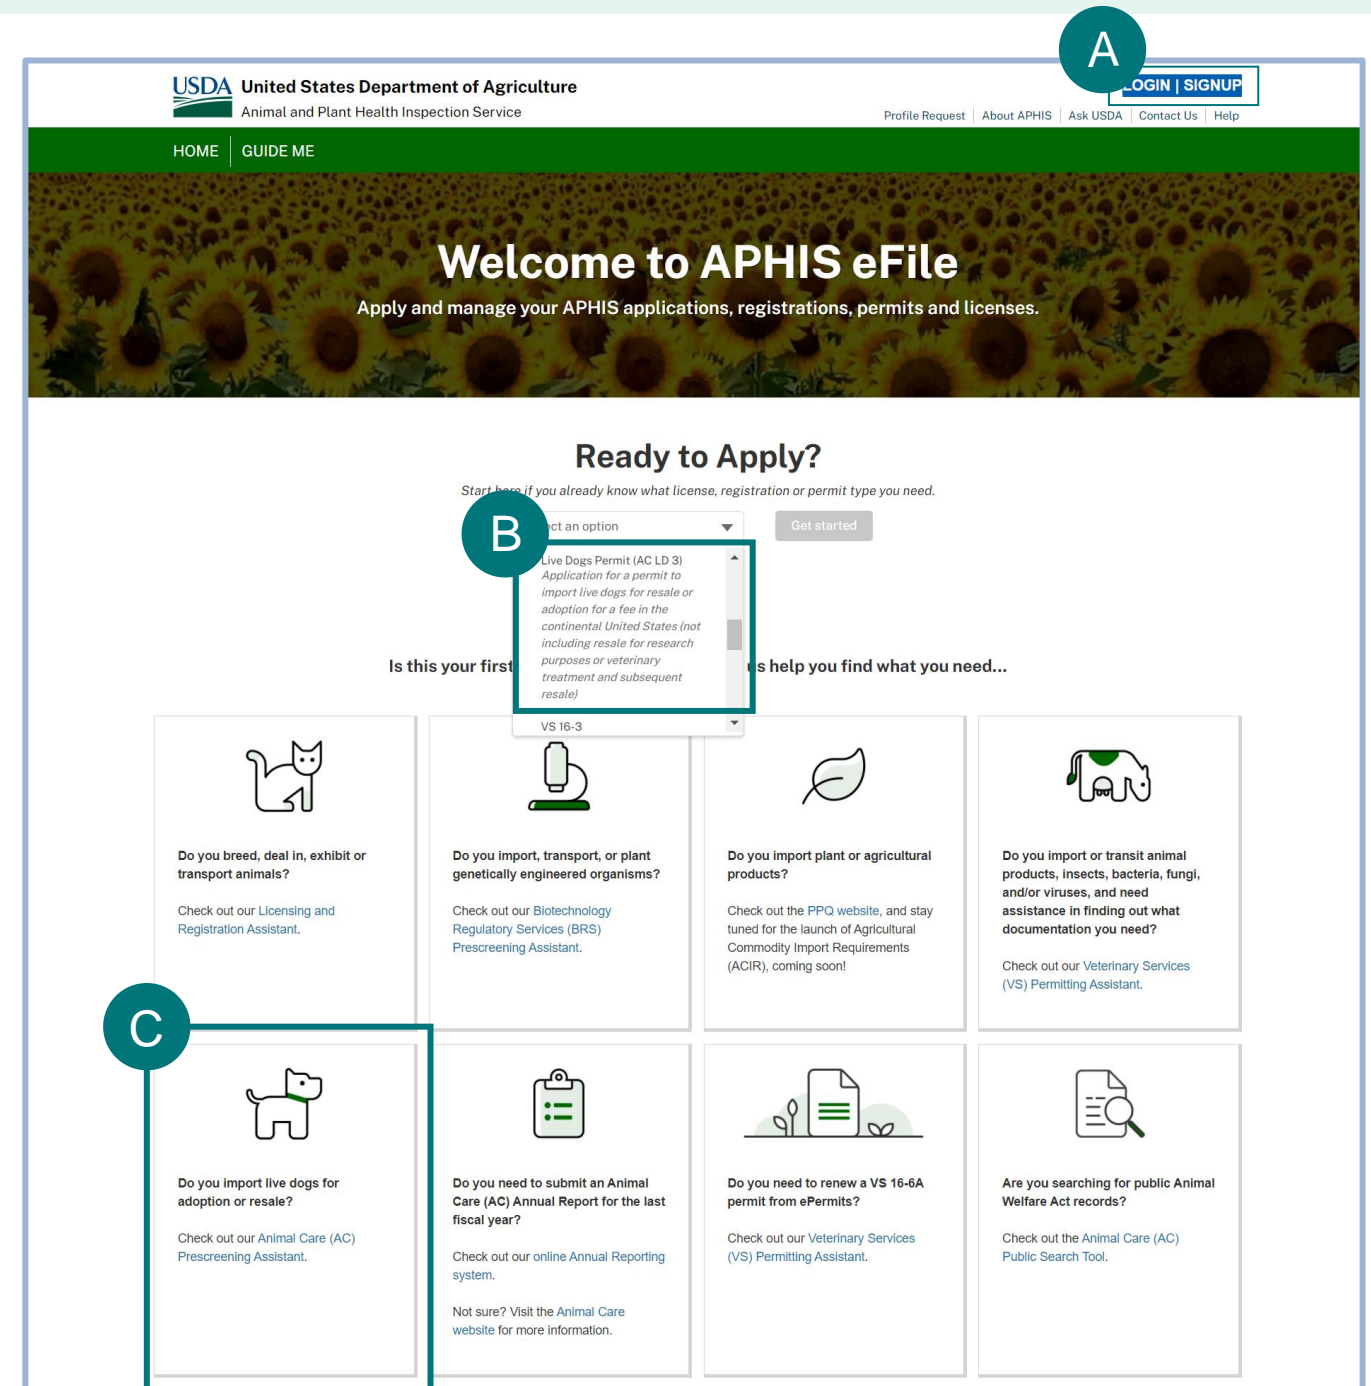 A
USDA United States Department of Agriculture
Animal and Plant Health Inspection Service
LOGIN | SIGNUP
Profile Request About APHIS Ask USDA Contact Us Help
HOME GUIDE ME
Welcome to APHIS eFile
Apply and manage your APHIS applications, registrations, permits and licenses.
Ready to Apply?
Start here if you already know what license, registration or permit type you need.
B
ect an option
Get started
Live Dogs Permit (AC LD 3)
Application for a permit to
import live dogs for resale or
adoption for a fee in the
continental United States (not
including resale for research
purposes or veterinary
treatment and subsequent
resale)
VS 16-3
Is this your first us help you find what you need...
Do you breed, deal in, exhibit or
transport animals?
Check out our Licensing and
Registration Assistant.
Do you import, transport, or plant
genetically engineered organisms?
Check out our Biotechnology
Regulatory Services (BRS)
Prescreening Assistant.
Do you import plant or agricultural
products?
Check out the PPQ website, and stay
tuned for the launch of Agricultural
Commodity Import Requirements
(ACIR), coming soon!
Do you import or transit animal
products, insects, bacteria, fungi,
and/or viruses, and need
assistance in finding out what
documentation you need?
Check out our Veterinary Services
(VS) Permitting Assistant.
C
Do you import live dogs for
adoption or resale?
Check out our Animal Care (AC)
Prescreening Assistant.
Do you need to submit an Animal
Care (AC) Annual Report for the last
fiscal year?
Check out our online Annual Reporting
system.
Not sure? Visit the Animal Care
website for more information.
Do you need to renew a VS 16-6A
permit from ePermits?
Check out our Veterinary Services
(VS) Permitting Assistant.
Are you searching for public Animal
Welfare Act records?
Check out the Animal Care (AC)
Public Search Tool.